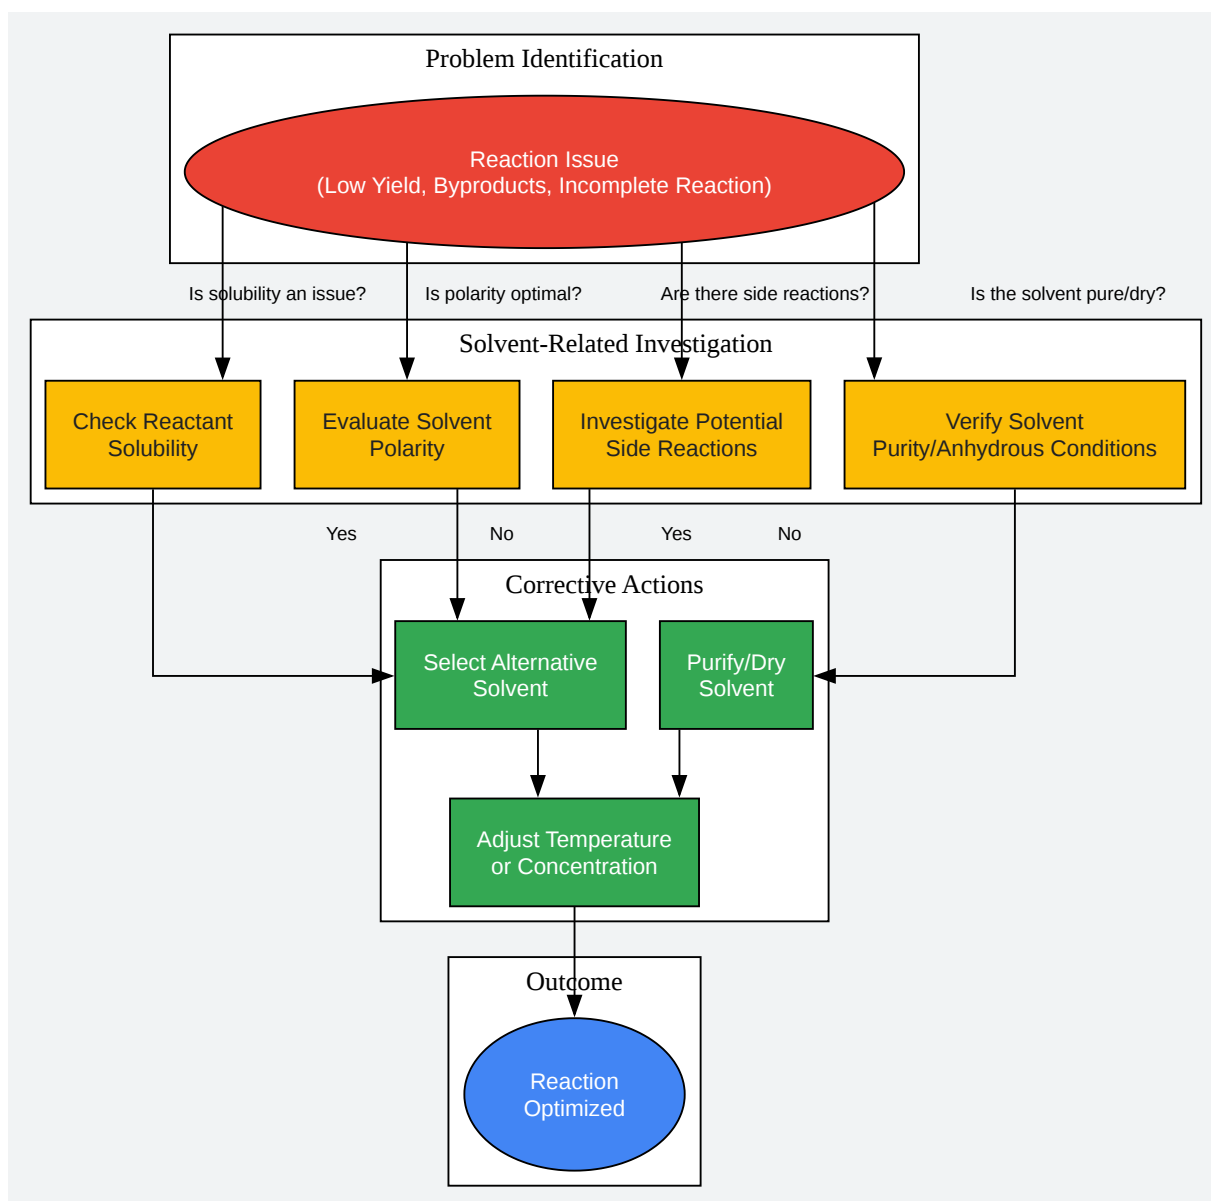 Problem Identification
Reaction Issue
(Low Yield, Byproducts, Incomplete Reaction)
Is solubility an issue?
Is polarity optimal?
Are there side reactions?
Is the solvent pure/dry?
Solvent-Related Investigation
Check Reactant
Solubility
Evaluate Solvent
Polarity
Investigate Potential
Side Reactions
Verify Solvent
Purity/Anhydrous Conditions
Yes
No
Yes
No
Corrective Actions
Select Alternative
Solvent
Purify/Dry
Solvent
Adjust Temperature
or Concentration
Outcome
Reaction
Optimized